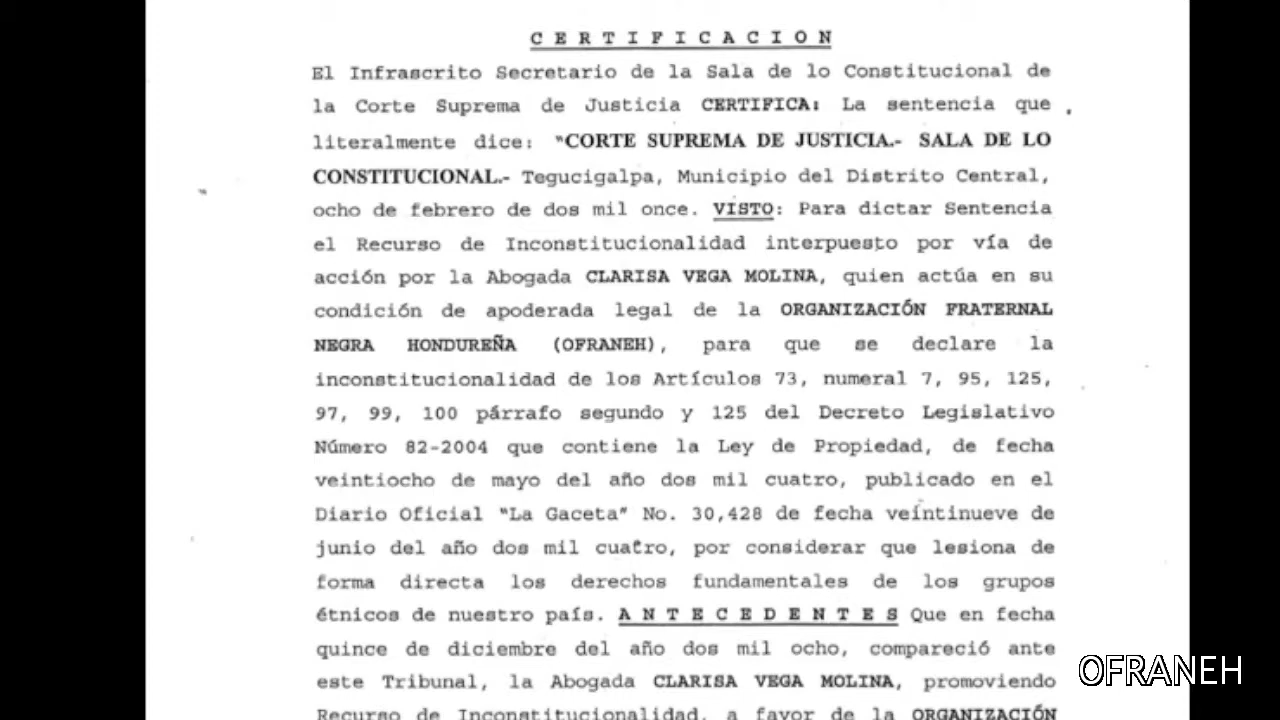 C E R T I F I C A C I O N
El Infrascrito Secretario de la Sala de lo Constitucional de
la Corte Suprema de Justicia CERTIFICA: La sentencia que
literalmente dice: "CORTE SUPREMA DE JUSTICIA.- SALA DE LO
CONSTITUCIONAL.- Tegucigalpa, Municipio del Distrito Central,
ocho de febrero de dos mil once. VISTO: Para dictar Sentencia
el Recurso de Inconstitucionalidad interpuesto por vía de
acción por la Abogada CLARISA VEGA MOLINA, quien actúa en su
condición de apoderada legal de la ORGANIZACIÓN FRATERNAL
NEGRA HONDUREÑA (OFRANEH), para que se declare la
inconstitucionalidad de los Artículos 73, numeral 7, 95, 125,
97, 99, 100 párrafo segundo y 125 del Decreto Legislativo
Número 82-2004 que contiene la Ley de Propiedad, de fecha
veintiocho de mayo del año dos mil cuatro, publicado en el
Diario Oficial "La Gaceta" No. 30,428 de fecha veintinueve de
junio del año dos mil cuatro, por considerar que lesiona de
forma directa los derechos fundamentales de los grupos
étnicos de nuestro país. A N T E C E D E N T E S Que en fecha
quince de diciembre del año dos mil ocho, compareció ante
este Tribunal, la Abogada CLARISA VEGA MOLINA, promoviendo
Recurso de Inconstitucionalidad, a favor de la ORGANIZACIÓN
OFRANEH